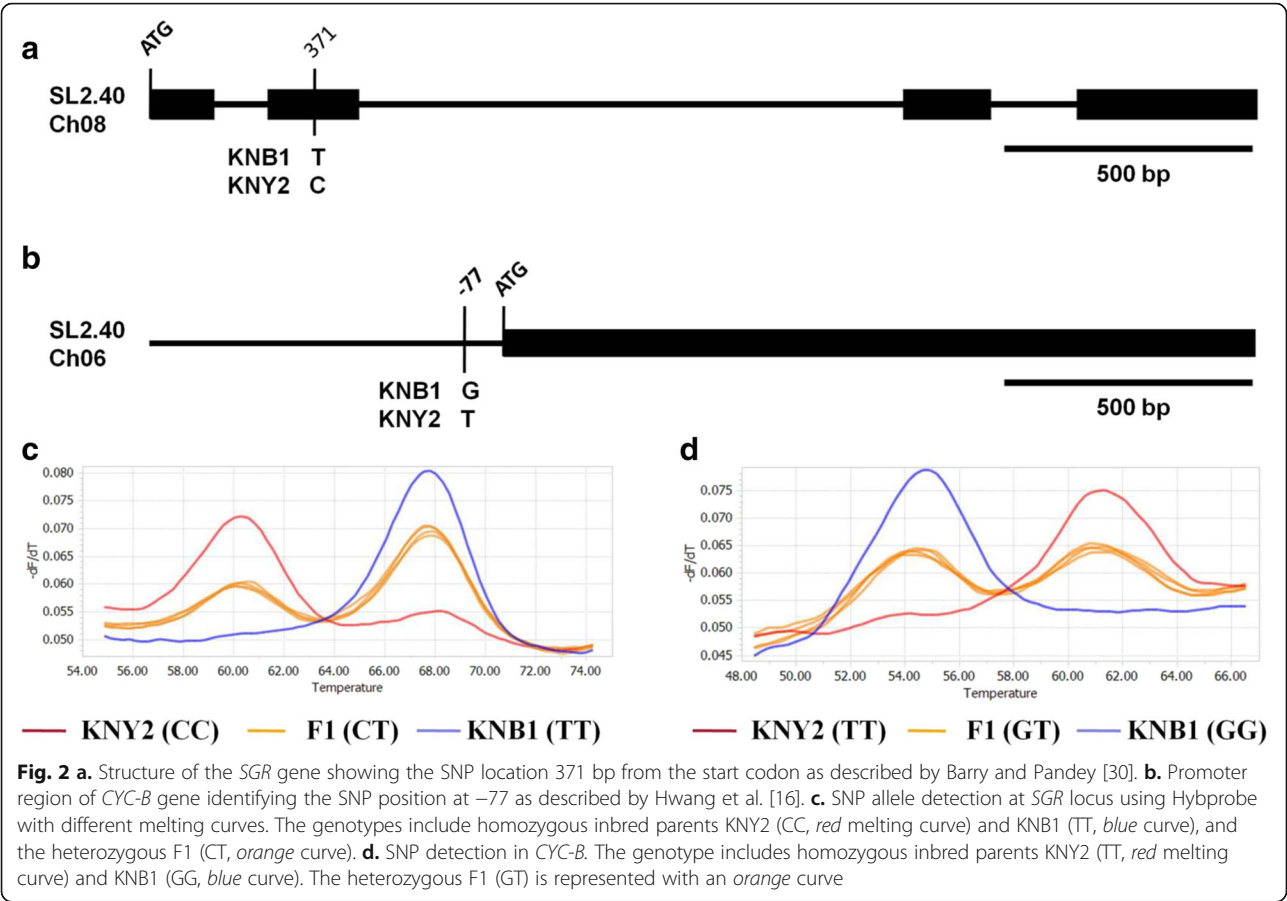 a
ATG
371
SL2.40
Ch08
KNB1 T
KNY2 C
500 bp
b
-77
ATG
SL2.40
Ch06
KNB1 G
KNY2 T
500 bp
c
0.080
0.075
0.070
0.065
0.060
0.055
0.050
-dF/dT
54.00 56.00 58.00 60.00 62.00 64.00 66.00 68.00 70.00 72.00 74.00
Temperature
KNY2 (CC) F1 (CT) KNB1 (TT)
d
0.075
0.070
0.065
0.060
0.055
0.050
0.045
-dF/dT
48.00 50.00 52.00 54.00 56.00 58.00 60.00 62.00 64.00 66.00
Temperature
KNY2 (TT) F1 (GT) KNB1 (GG)
Fig. 2 a. Structure of the SGR gene showing the SNP location 371 bp from the start codon as described by Barry and Pandey [30]. b. Promoter
region of CYC-B gene identifying the SNP position at −77 as described by Hwang et al. [16]. c. SNP allele detection at SGR locus using Hybprobe
with different melting curves. The genotypes include homozygous inbred parents KNY2 (CC, red melting curve) and KNB1 (TT, blue curve), and
the heterozygous F1 (CT, orange curve). d. SNP detection in CYC-B. The genotype includes homozygous inbred parents KNY2 (TT, red melting
curve) and KNB1 (GG, blue curve). The heterozygous F1 (GT) is represented with an orange curve